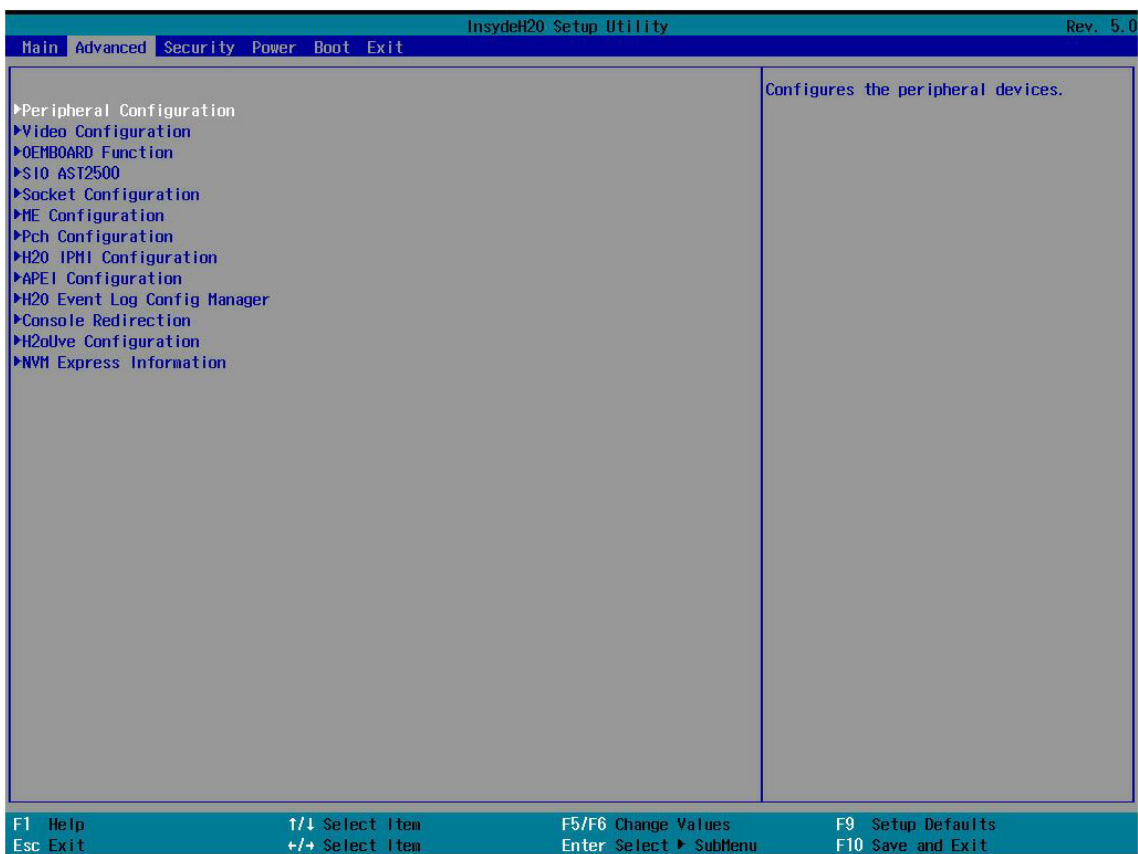 InsydeH20 Setup Utility Rev. 5.0
Main Advanced Security Power Boot Exit
Configures the peripheral devices.
▶Peripheral Configuration
▶Video Configuration
▶OEMBOARD Function
▶SIO AST2500
▶Socket Configuration
▶ME Configuration
▶Pch Configuration
▶H20 IPMI Configuration
▶APEI Configuration
▶H20 Event Log Config Manager
▶Console Redirection
▶H2oUve Configuration
▶NVM Express Information
F1 Help ↑/↓ Select Item F5/F6 Change Values F9 Setup Defaults
Esc Exit ←/→ Select Item Enter Select ▶ SubMenu F10 Save and Exit